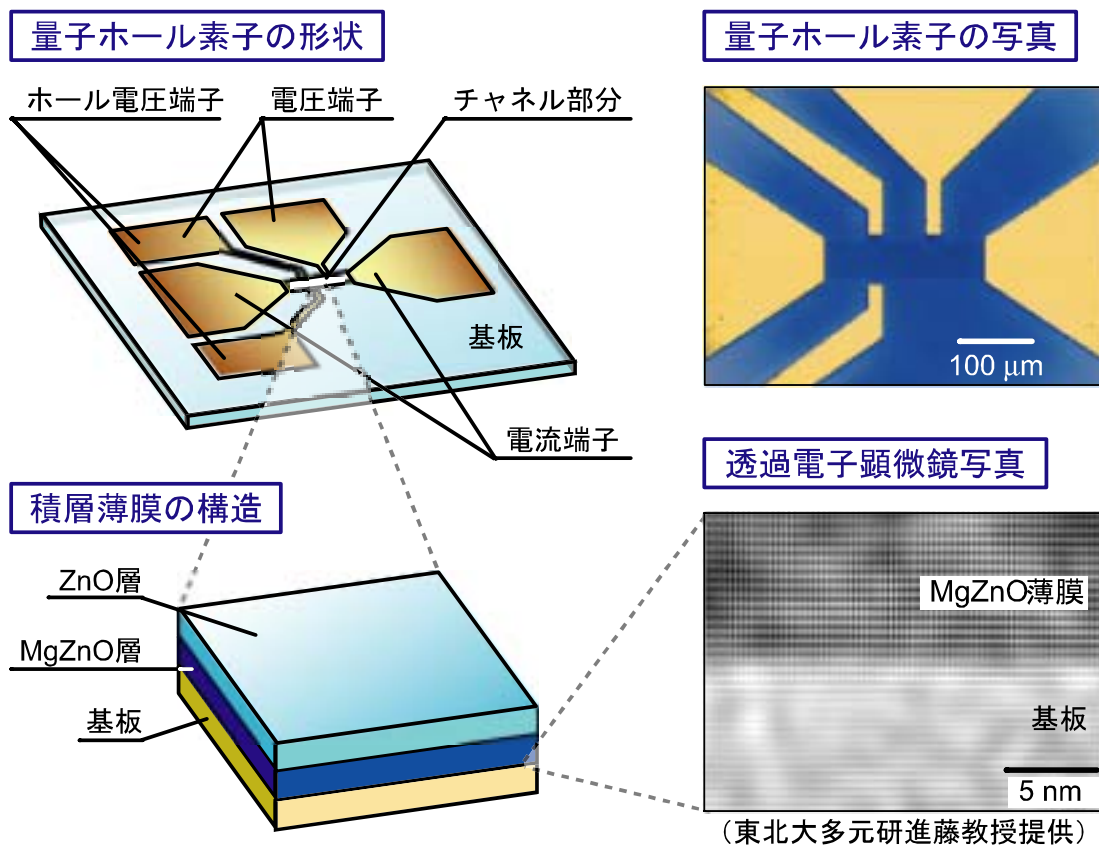 量子ホール素子の形状
ホール電圧端子
電圧端子
チャネル部分
基板
電流端子
量子ホール素子の写真
100 μm
積層薄膜の構造
ZnO層
MgZnO層
基板
透過電子顕微鏡写真
MgZnO薄膜
基板
5 nm
（東北大多元研進藤教授提供）